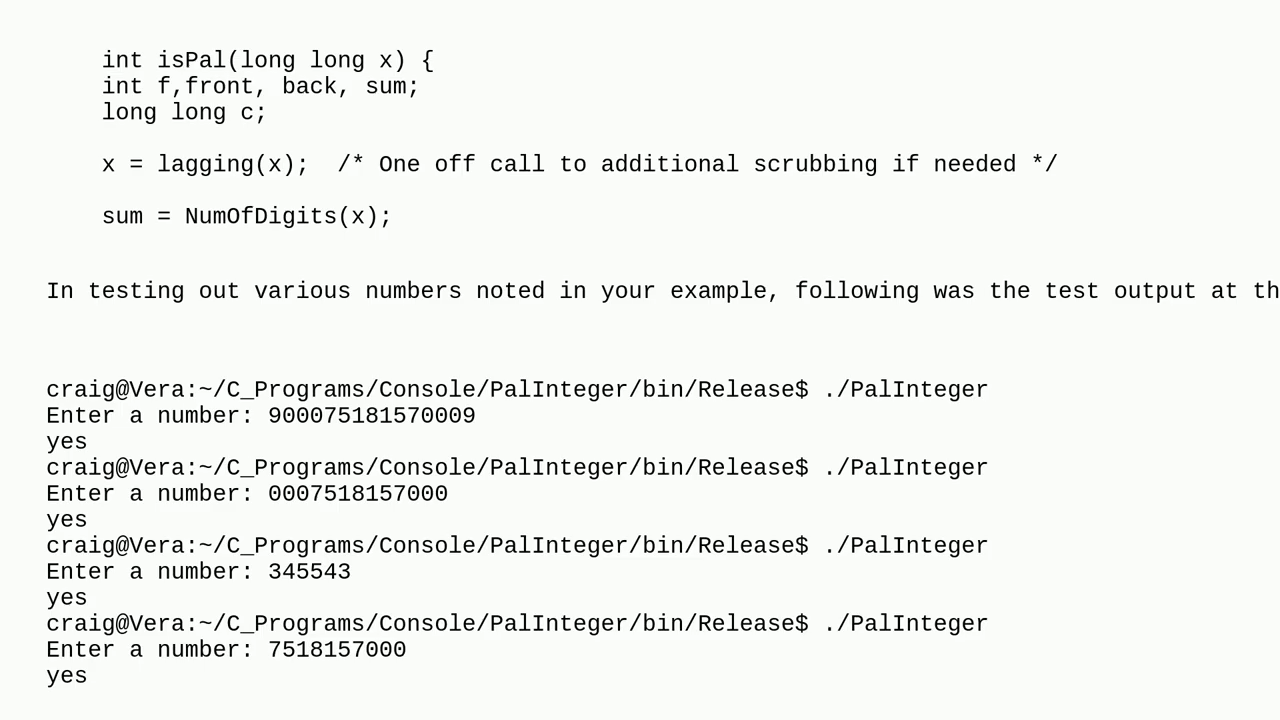 int isPal(long long x) {
int f,front, back, sum;
long long c;
x = lagging(x);  /* One off call to additional scrubbing if needed */
sum = NumOfDigits(x);
In testing out various numbers noted in your example, following was the test output at th
craig@Vera:~/C_Programs/Console/PalInteger/bin/Release$ ./PalInteger
Enter a number: 900075181570009
yes
craig@Vera:~/C_Programs/Console/PalInteger/bin/Release$ ./PalInteger
Enter a number: 0007518157000
yes
craig@Vera:~/C_Programs/Console/PalInteger/bin/Release$ ./PalInteger
Enter a number: 345543
yes
craig@Vera:~/C_Programs/Console/PalInteger/bin/Release$ ./PalInteger
Enter a number: 7518157000
yes